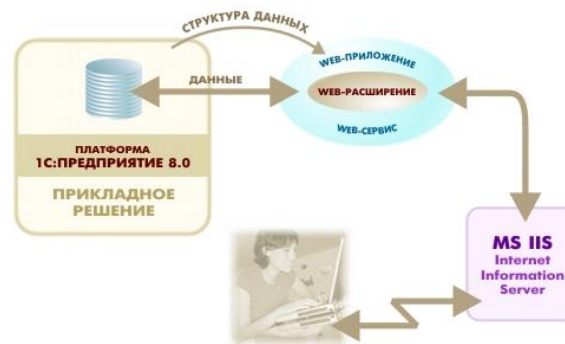 СТРУКТУРА ДАННЫХ
ДАННЫЕ
WEB-ПРИЛОЖЕНИЕ
WEB-РАСШИРЕНИЕ
WEB-СЕРВИС
ПЛАТФОРМА
1С:ПРЕДПРИЯТИЕ 8.0
ПРИКЛАДНОЕ
РЕШЕНИЕ
MS IIS
Internet
Information
Server